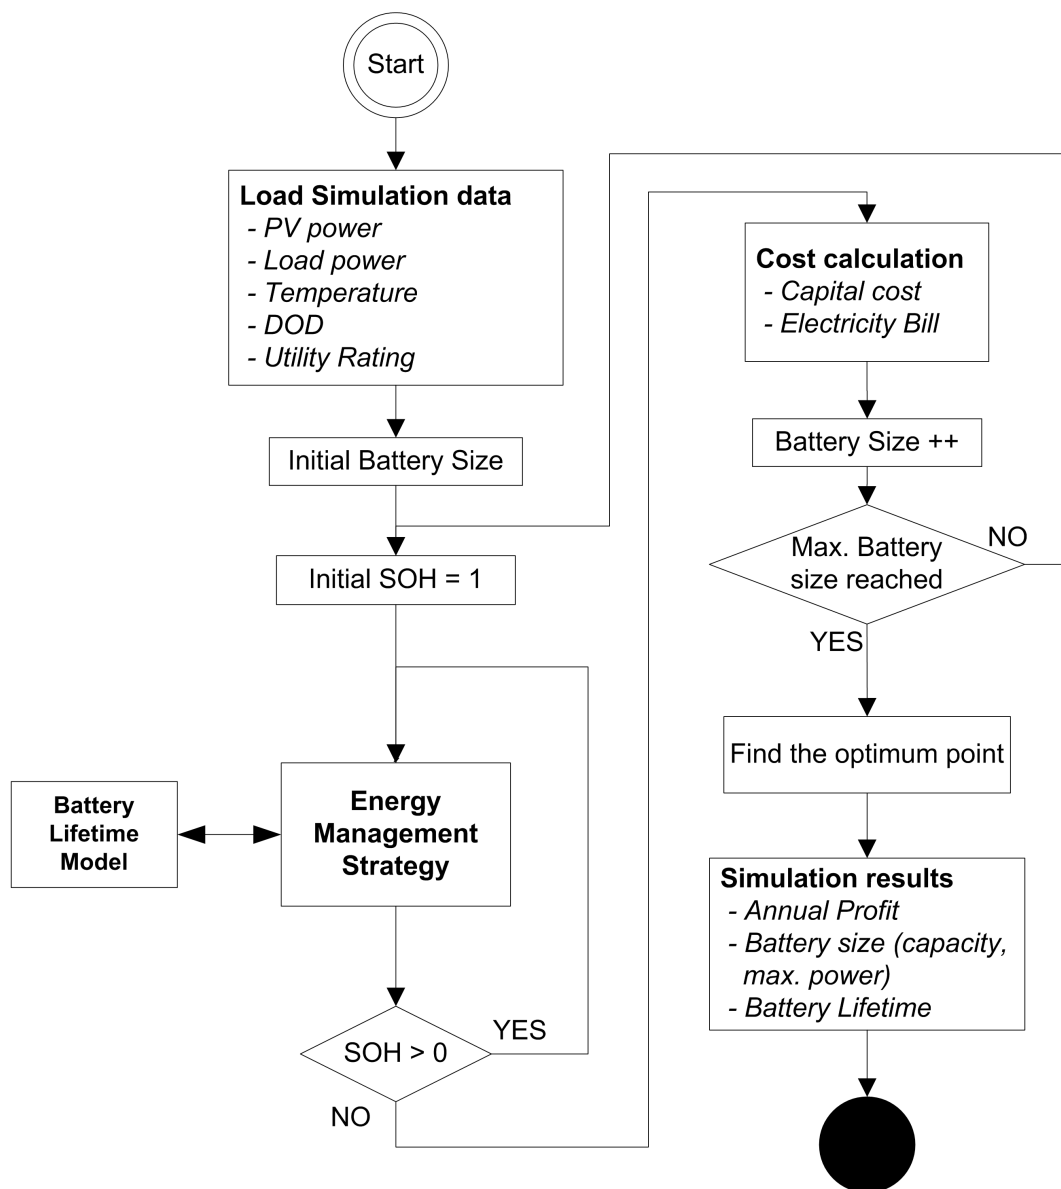 Start
Load Simulation data
- PV power
- Load power
- Temperature
- DOD
- Utility Rating
Initial Battery Size
Initial SOH = 1
Energy
Management
Strategy
Battery
Lifetime
Model
SOH > 0
YES
NO
Cost calculation
- Capital cost
- Electricity Bill
Battery Size ++
Max. Battery
size reached
NO
YES
Find the optimum point
Simulation results
- Annual Profit
- Battery size (capacity,
max. power)
- Battery Lifetime